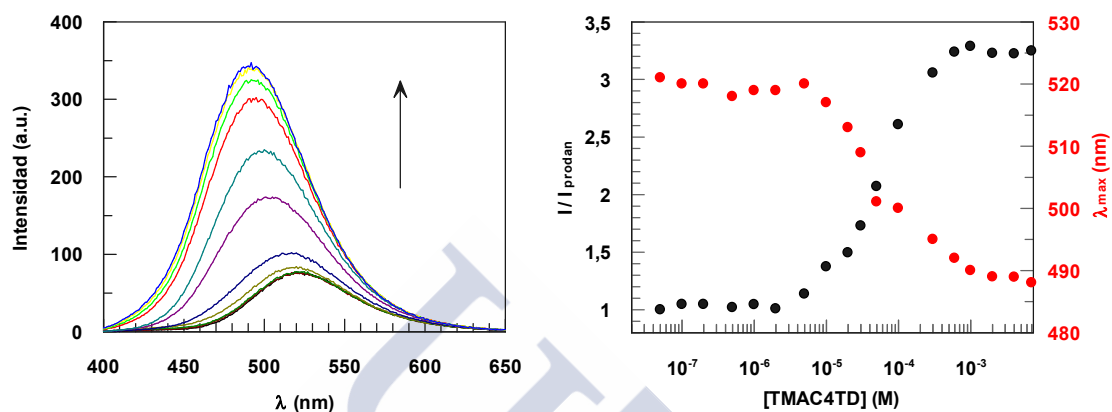 400
300
200
100
0
Intensidad (a.u.)
400 450 500 550 600 650
λ (nm)
3,5
3
2,5
2
1,5
1
I / I prodan
530
520
510
500
490
480
λmax (nm)
10-7 10-6 10-5 10-4 10-3
[TMAC4TD] (M)